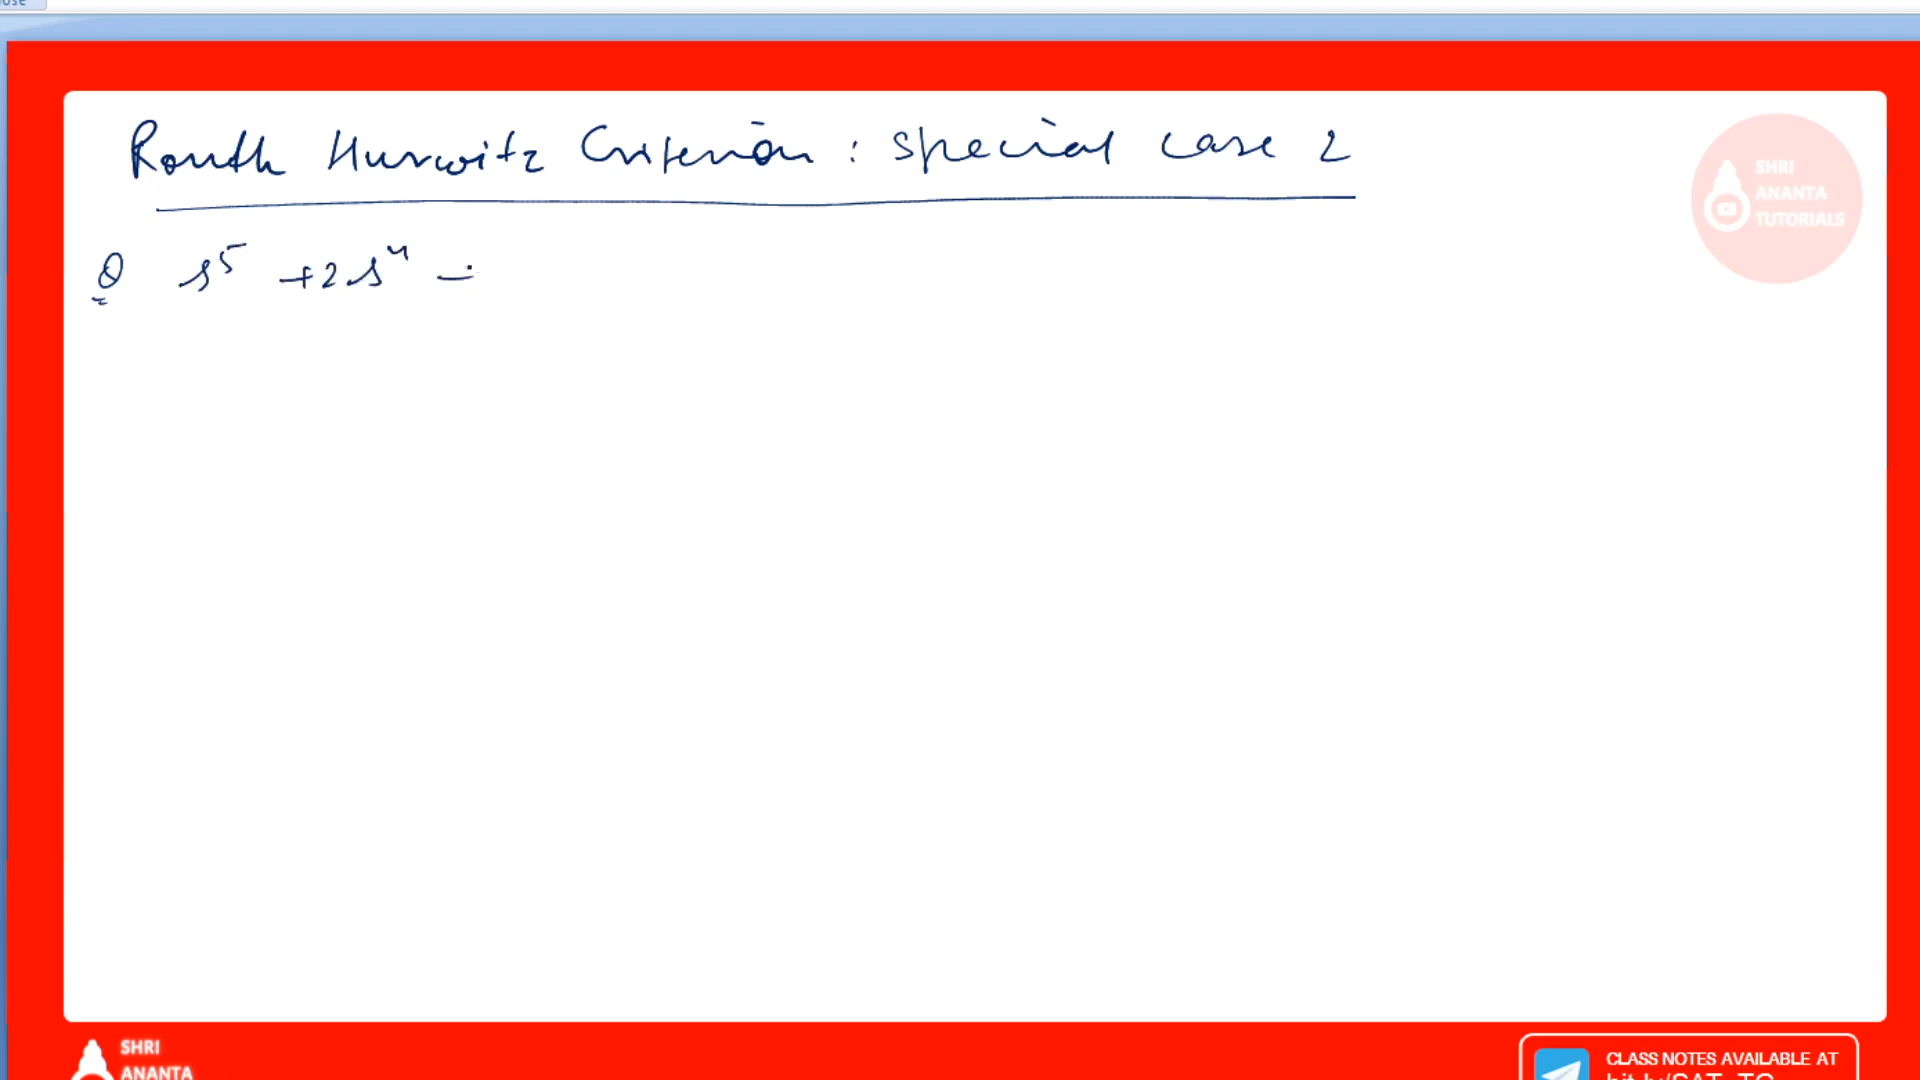 Routh Hurwitz Criterion : special case 2
SHRI
ANANTA
TUTORIALS
Q s⁵ +2s⁴ -
SHRI
ANANTA
CLASS NOTES AVAILABLE AT